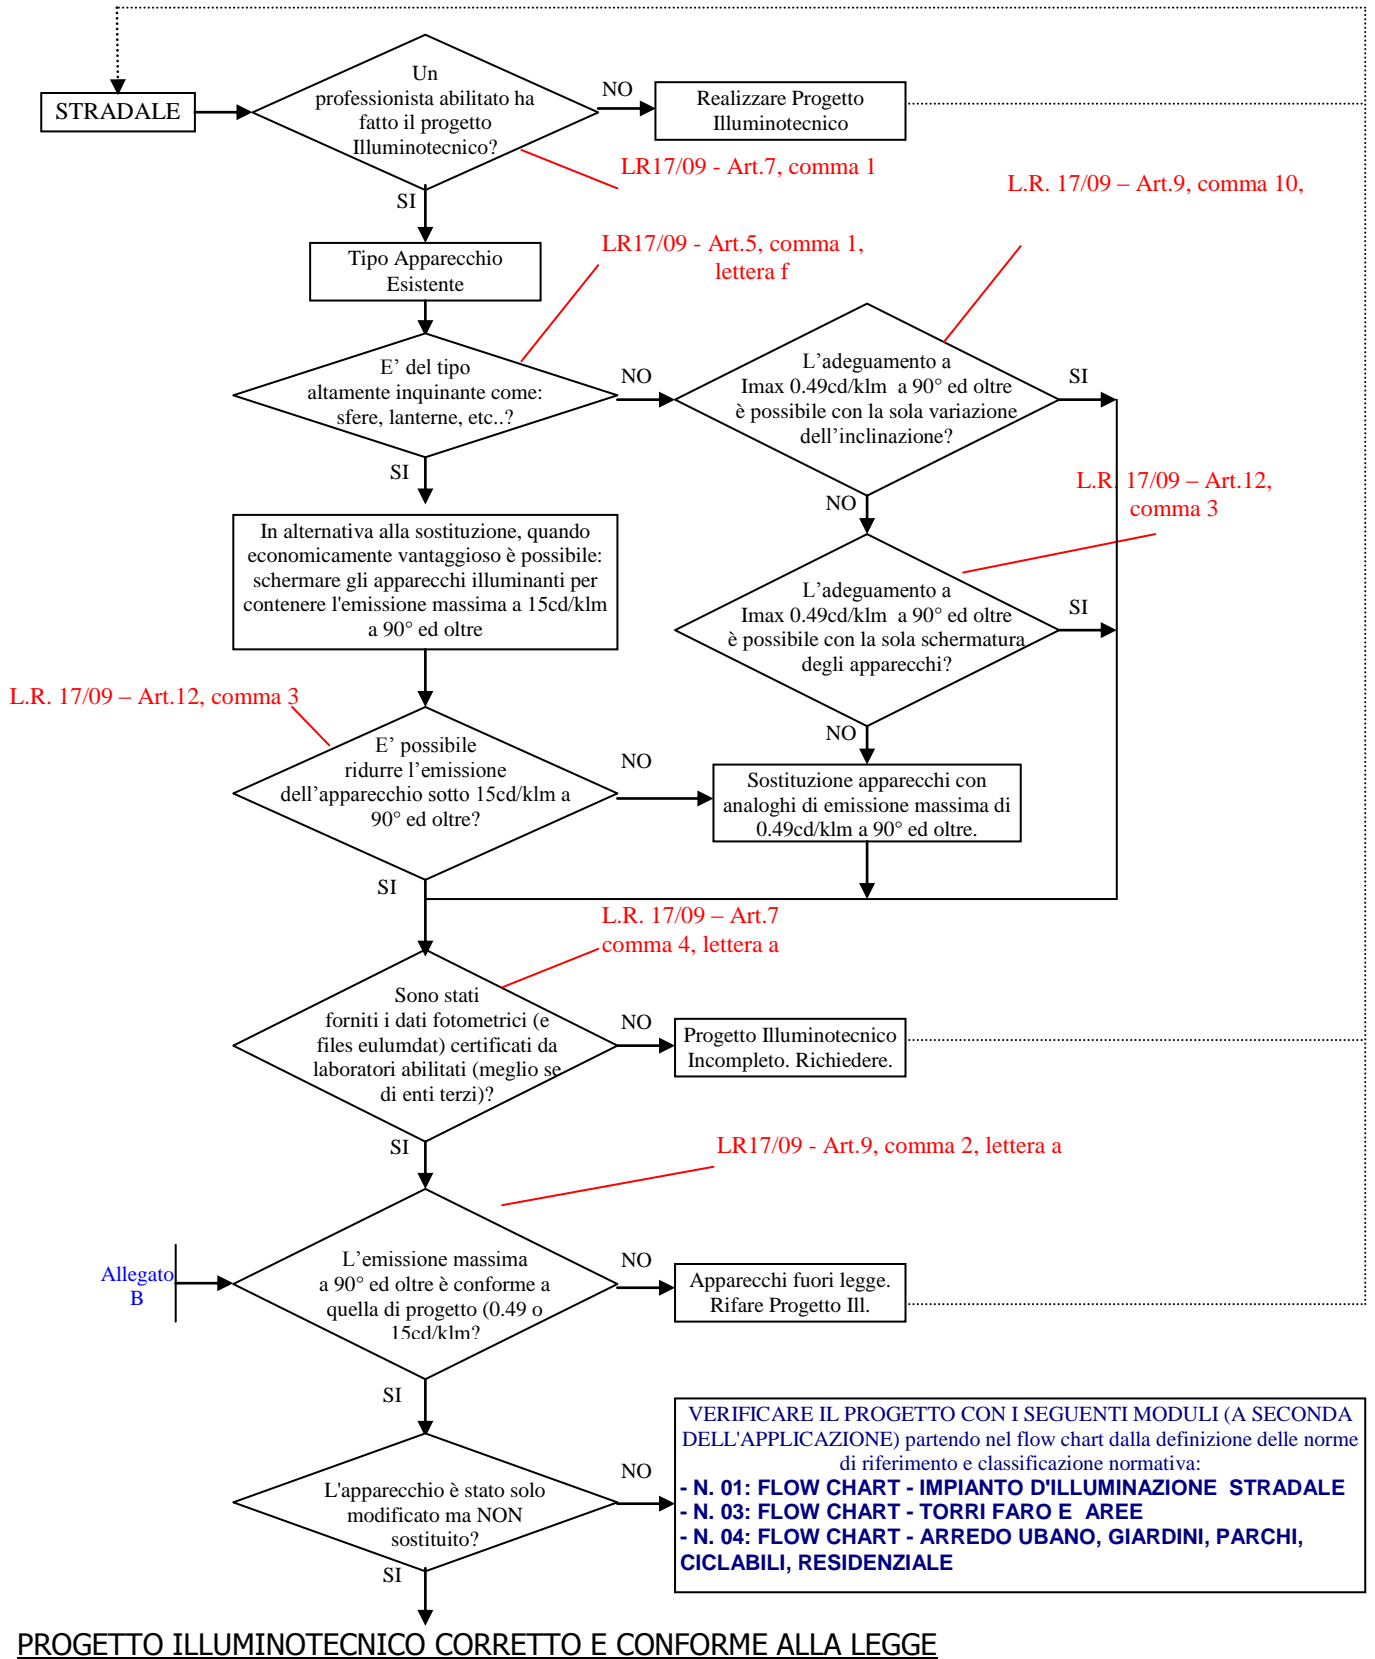 STRADALE
Un
professionista abilitato ha
fatto il progetto
Illuminotecnico?
NO
Realizzare Progetto
Illuminotecnico
LR17/09 - Art.7, comma 1
SI
L.R. 17/09 – Art.9, comma 10,
Tipo Apparecchio
Esistente
LR17/09 - Art.5, comma 1,
lettera f
E’ del tipo
altamente inquinante come:
sfere, lanterne, etc..?
NO
L’adeguamento a
Imax 0.49cd/klm  a 90° ed oltre
è possibile con la sola variazione
dell’inclinazione?
SI
SI
NO
L.R. 17/09 – Art.12,
comma 3
In alternativa alla sostituzione, quando
economicamente vantaggioso è possibile:
schermare gli apparecchi illuminanti per
contenere l'emissione massima a 15cd/klm
a 90° ed oltre
L’adeguamento a
Imax 0.49cd/klm  a 90° ed oltre
è possibile con la sola schermatura
degli apparecchi?
SI
NO
L.R. 17/09 – Art.12, comma 3
E’ possibile
ridurre l’emissione
dell’apparecchio sotto 15cd/klm a
90° ed oltre?
NO
Sostituzione apparecchi con
analoghi di emissione massima di
0.49cd/klm a 90° ed oltre.
SI
L.R. 17/09 – Art.7
comma 4, lettera a
Sono stati
forniti i dati fotometrici (e
files eulumdat) certificati da
laboratori abilitati (meglio se
di enti terzi)?
NO
Progetto Illuminotecnico
Incompleto. Richiedere.
SI
LR17/09 - Art.9, comma 2, lettera a
Allegato
B
L’emissione massima
a 90° ed oltre è conforme a
quella di progetto (0.49 o
15cd/klm?
NO
Apparecchi fuori legge.
Rifare Progetto Ill.
SI
L'apparecchio è stato solo
modificato ma NON
sostituito?
NO
VERIFICARE IL PROGETTO CON I SEGUENTI MODULI (A SECONDA
DELL'APPLICAZIONE) partendo nel flow chart dalla definizione delle norme
di riferimento e classificazione normativa:
- N. 01: FLOW CHART - IMPIANTO D'ILLUMINAZIONE  STRADALE
- N. 03: FLOW CHART - TORRI FARO E  AREE
- N. 04: FLOW CHART - ARREDO UBANO, GIARDINI, PARCHI,
CICLABILI, RESIDENZIALE
SI
PROGETTO ILLUMINOTECNICO CORRETTO E CONFORME ALLA LEGGE